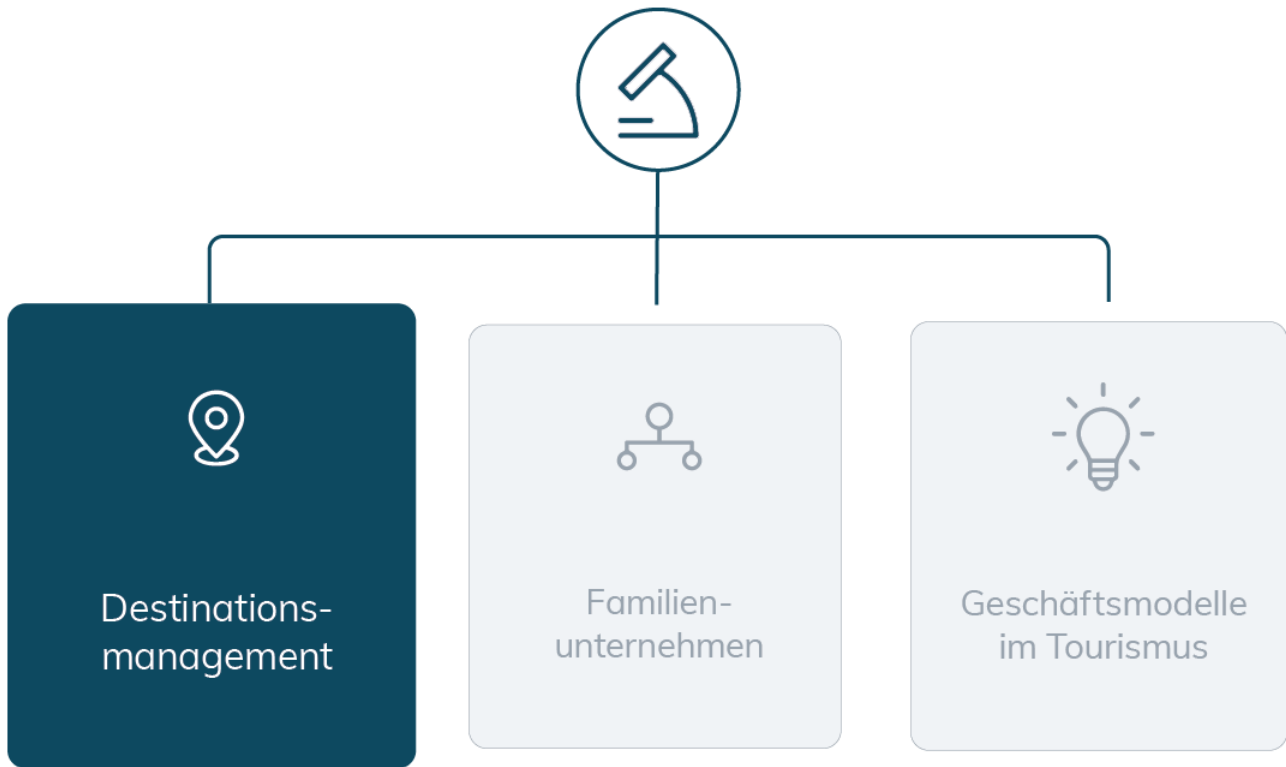 Destinations-
management
Familien-
unternehmen
Geschäftsmodelle
im Tourismus